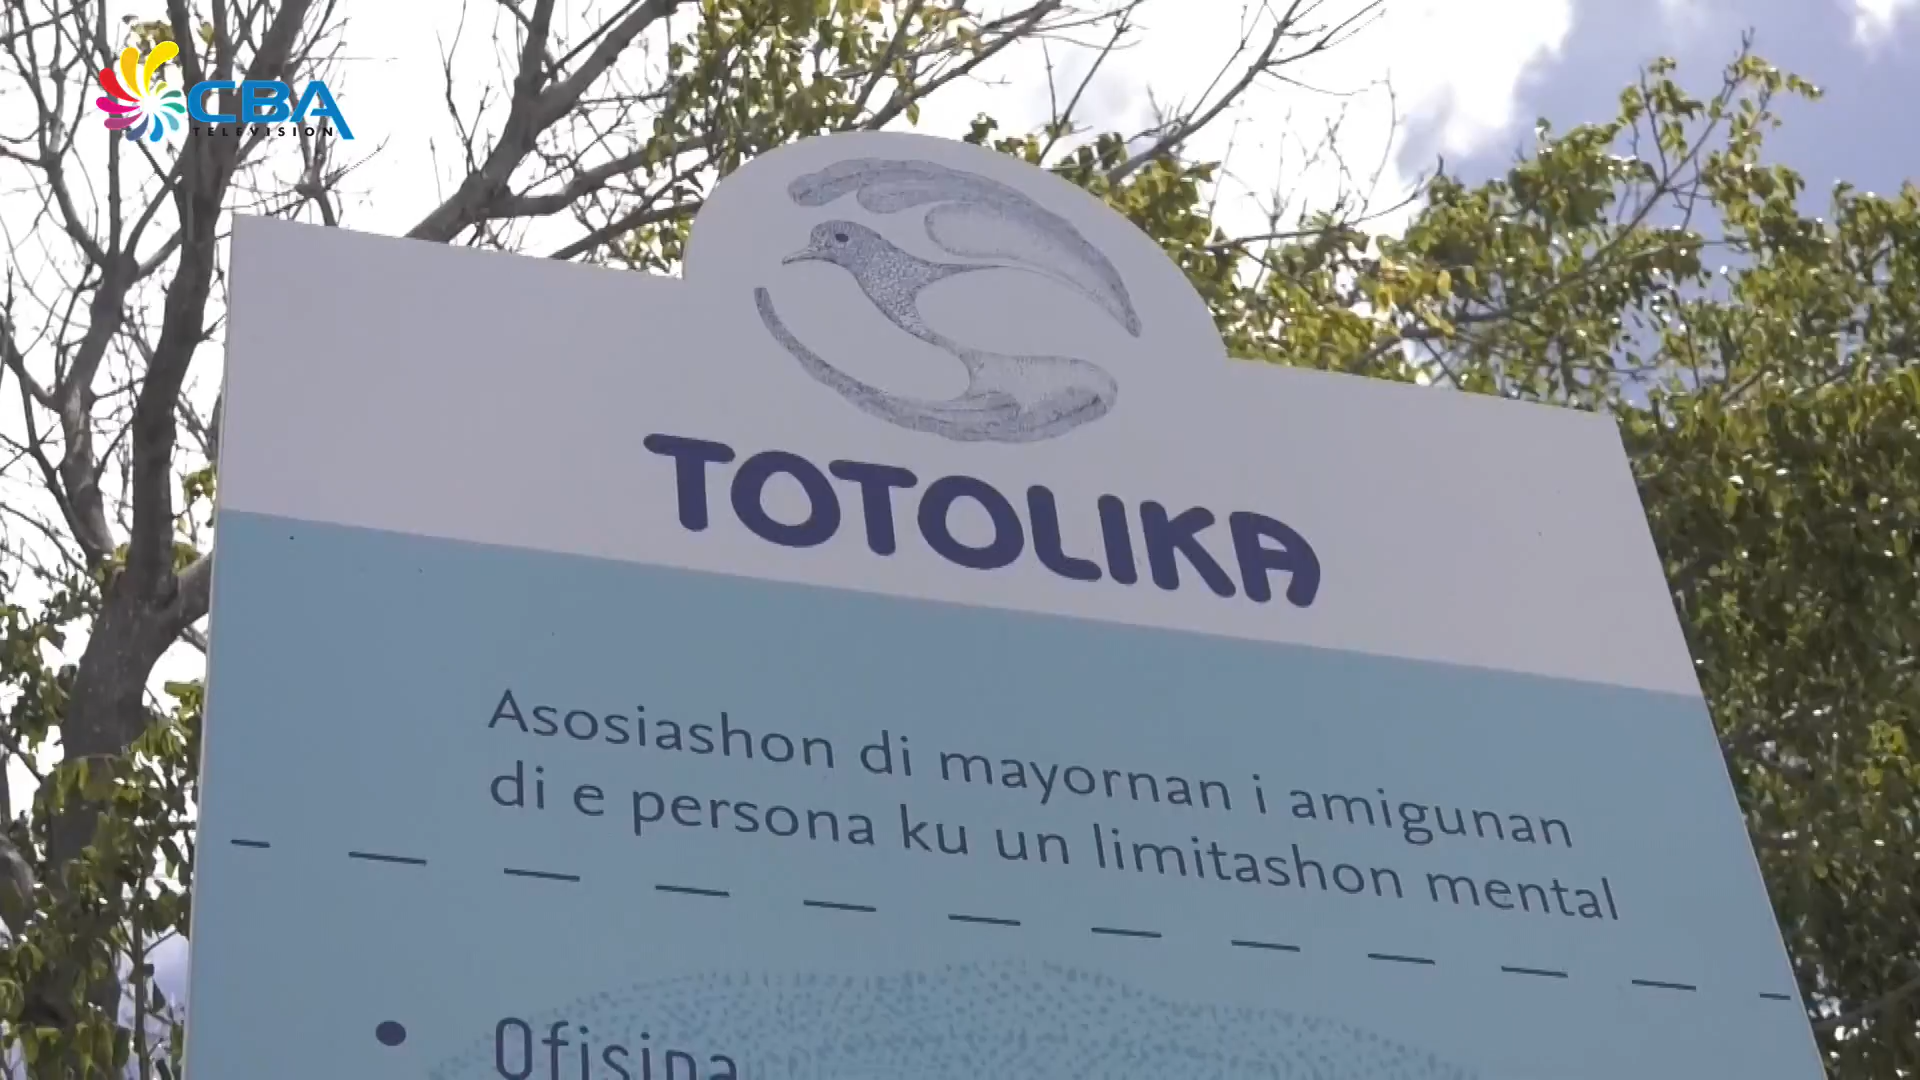 CBA
TELEVISION
TOTOLIKA
Asosiashon di mayornan i amigunan
di e persona ku un limitashon mental
• Ofisina